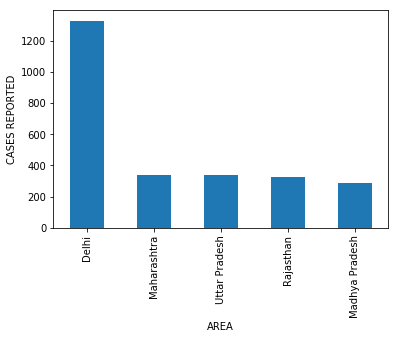 CASES REPORTED
1200
1000
800
600
400
200
0
Delhi
Maharashtra
Uttar Pradesh
Rajasthan
Madhya Pradesh
AREA